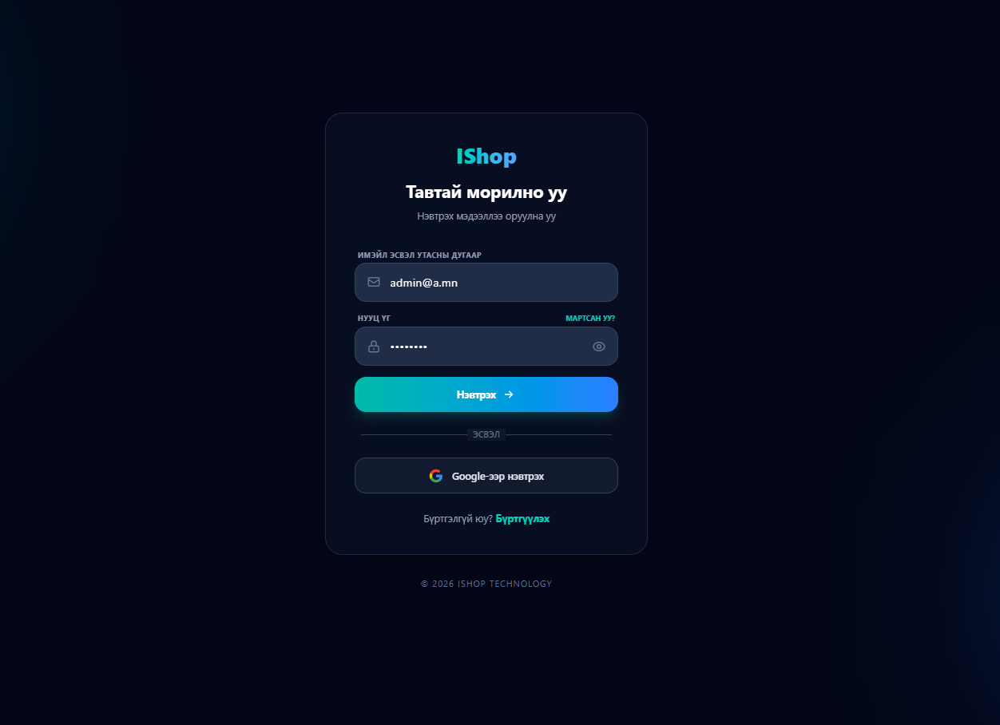 IShop
Тавтай морилно уу
Нэвтрэх мэдээллээ оруулна уу
ИМЭЙЛ ЭСВЭЛ УТАСНЫ ДУГААР
admin@a.mn
НУУЦ ҮГ МАРТСАН УУ?
••••••••
Нэвтрэх →
ЭСВЭЛ
Google-ээр нэвтрэх
Бүртгэлгүй юу? Бүртгүүлэх
© 2026 ISHOP TECHNOLOGY